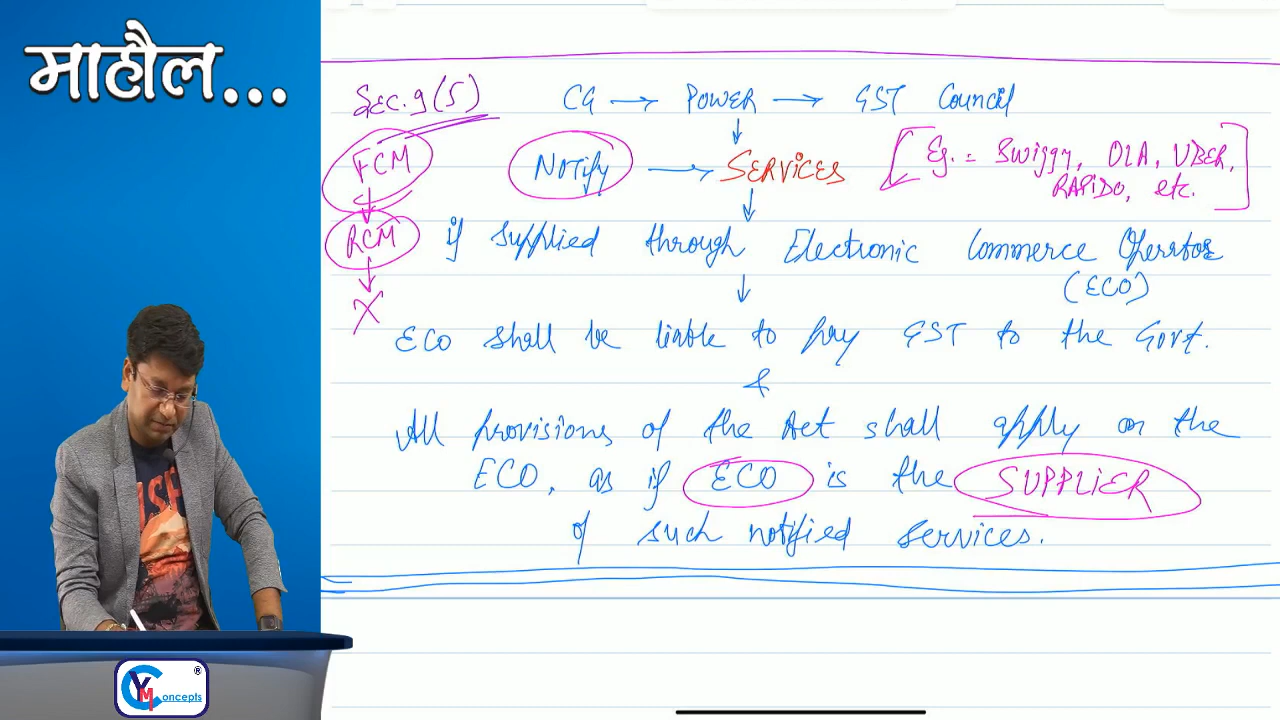 माहौल...
Sec. 9(5) CG → POWER → GST Council
FCM Notify → SERVICES [Eg. = Swiggy, OLA, UBER,
RAPIDO, etc.]
RCM if supplied through Electronic Commerce Operator
(ECO)
X
ECO shall be liable to pay GST to the Govt.
&
All provisions of the Act shall apply on the
ECO, as if ECO is the SUPPLIER
of such notified services.
CYM Concepts ®